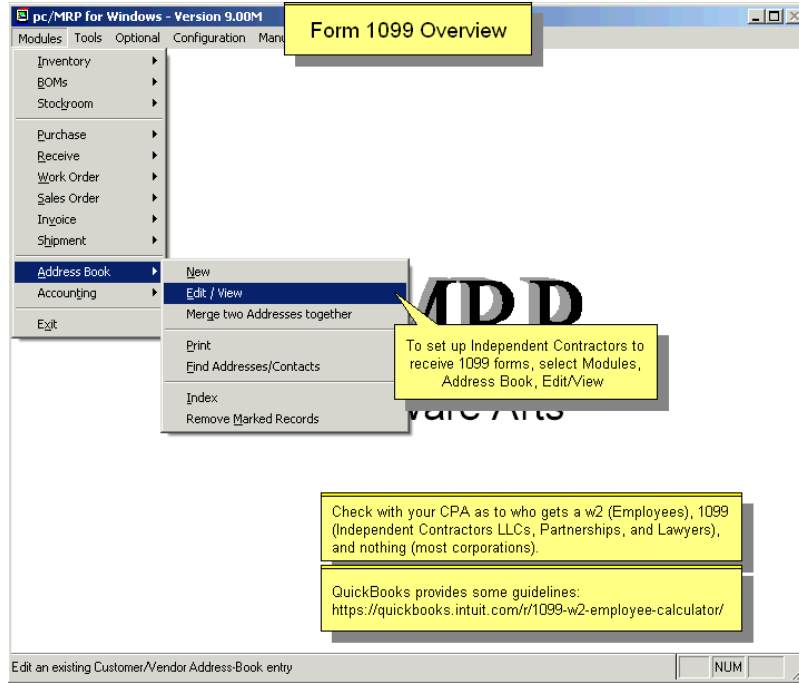 pc/MRP for Windows - Version 9.00M
Form 1099 Overview
Modules Tools Optional Configuration
Inventory
BOMs
Stockroom
Purchase
Receive
Work Order
Sales Order
Invoice
Shipment
Address Book
Accounting
Exit
New
Edit / View
Merge two Addresses together
Print
Find Addresses/Contacts
Index
Remove Marked Records
To set up Independent Contractors to
receive 1099 forms, select Modules,
Address Book, Edit/View
Arts
Check with your CPA as to who gets a w2 (Employees), 1099
(Independent Contractors LLCs, Partnerships, and Lawyers),
and nothing (most corporations).
QuickBooks provides some guidelines:
https://quickbooks.intuit.com/r/1099-w2-employee-calculator/
Edit an existing Customer/Vendor Address-Book entry
NUM